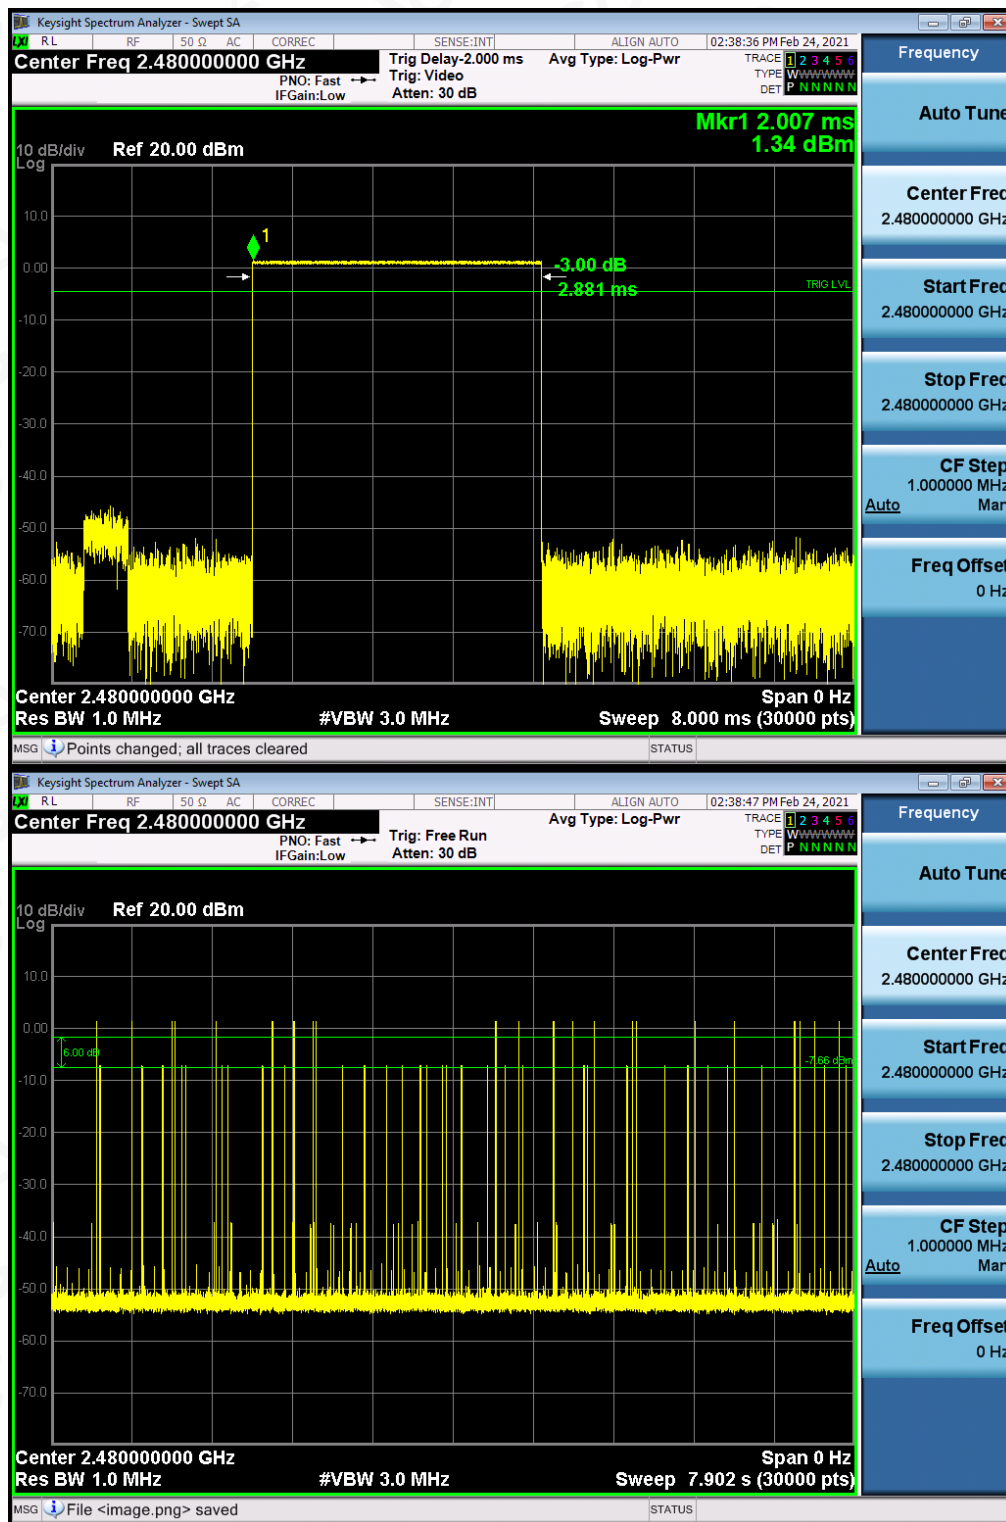 Keysight Spectrum Analyzer - Swept SA
LXI RL RF 50 Ω AC CORREC SENSE:INT ALIGN AUTO 02:38:36 PM Feb 24, 2021
Center Freq 2.480000000 GHz
PNO: Fast
IFGain:Low
Trig Delay-2.000 ms
Trig: Video
Atten: 30 dB
Avg Type: Log-Pwr
TRACE 1 2 3 4 5 6
TYPE WWWWWWW
DET P N N N N N
Mkr1 2.007 ms
1.34 dBm
10 dB/div Ref 20.00 dBm
Log
10.0
1
0.00
-3.00 dB
2.881 ms
TRIG LVL
-10.0
-20.0
-30.0
-40.0
-50.0
-60.0
-70.0
Center 2.480000000 GHz Span 0 Hz
Res BW 1.0 MHz #VBW 3.0 MHz Sweep 8.000 ms (30000 pts)
MSG Points changed; all traces cleared STATUS
Frequency
Auto Tune
Center Freq
2.480000000 GHz
Start Freq
2.480000000 GHz
Stop Freq
2.480000000 GHz
CF Step
1.000000 MHz
Auto Man
Freq Offset
0 Hz
Keysight Spectrum Analyzer - Swept SA
LXI RL RF 50 Ω AC CORREC SENSE:INT ALIGN AUTO 02:38:47 PM Feb 24, 2021
Center Freq 2.480000000 GHz
PNO: Fast
IFGain:Low
Trig: Free Run
Atten: 30 dB
Avg Type: Log-Pwr
TRACE 1 2 3 4 5 6
TYPE WWWWWWW
DET P N N N N N
10 dB/div Ref 20.00 dBm
Log
10.0
0.00
6.00 dB
-7.66 dBm
-10.0
-20.0
-30.0
-40.0
-50.0
-60.0
-70.0
Center 2.480000000 GHz Span 0 Hz
Res BW 1.0 MHz #VBW 3.0 MHz Sweep 7.902 s (30000 pts)
MSG File <image.png> saved STATUS
Frequency
Auto Tune
Center Freq
2.480000000 GHz
Start Freq
2.480000000 GHz
Stop Freq
2.480000000 GHz
CF Step
1.000000 MHz
Auto Man
Freq Offset
0 Hz